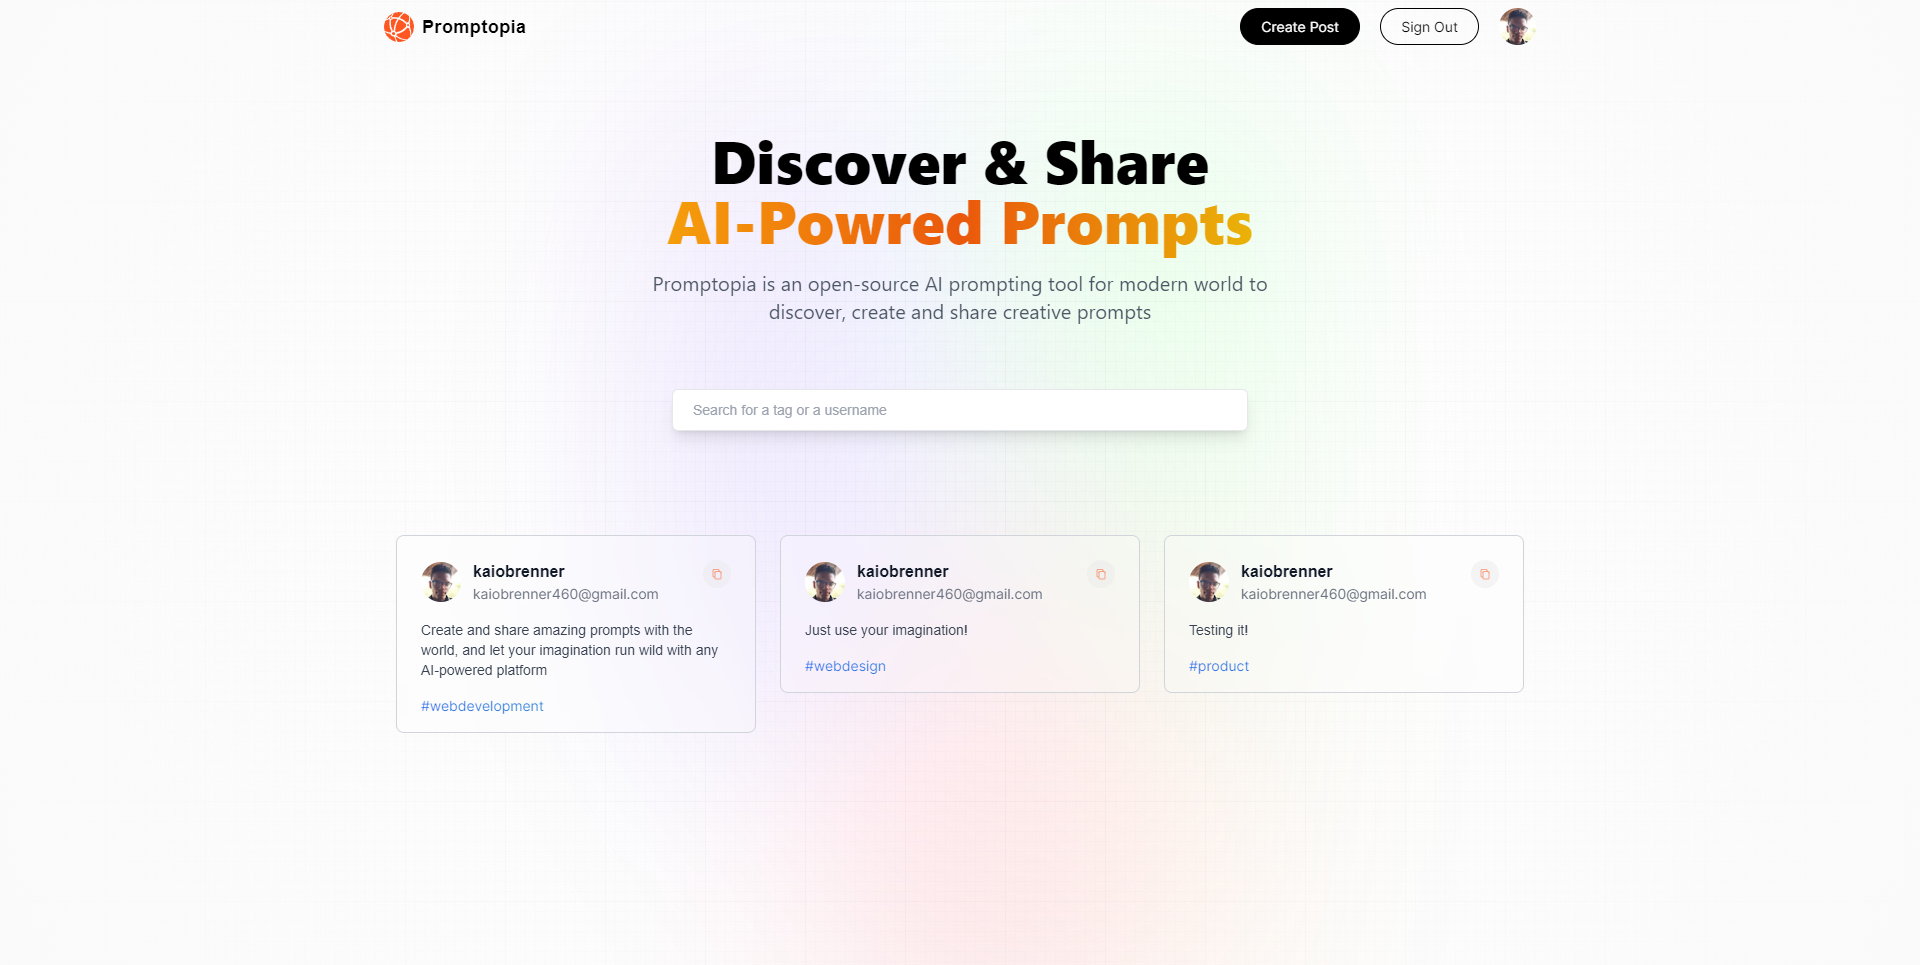 Promptopia
Create Post
Sign Out
Discover & Share
AI-Powred Prompts
Promptopia is an open-source AI prompting tool for modern world to
discover, create and share creative prompts
Search for a tag or a username
kaiobrenner
kaiobrenner460@gmail.com
Create and share amazing prompts with the
world, and let your imagination run wild with any
AI-powered platform
#webdevelopment
kaiobrenner
kaiobrenner460@gmail.com
Just use your imagination!
#webdesign
kaiobrenner
kaiobrenner460@gmail.com
Testing it!
#product